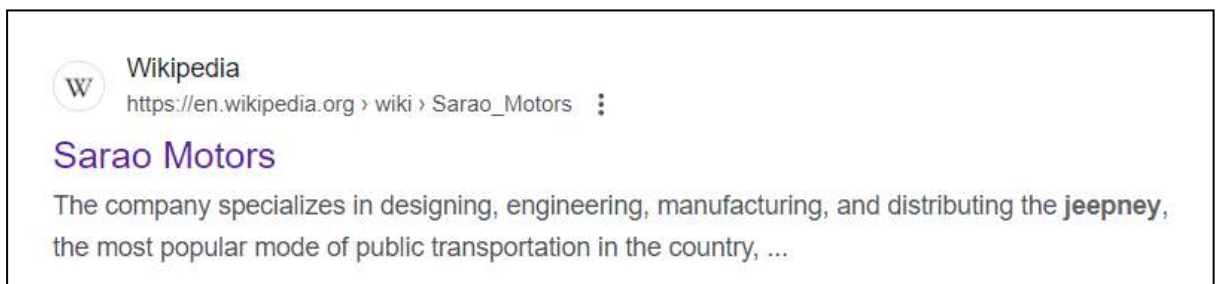 W
Wikipedia
https://en.wikipedia.org › wiki › Sarao_Motors
Sarao Motors
The company specializes in designing, engineering, manufacturing, and distributing the jeepney,
the most popular mode of public transportation in the country, ...